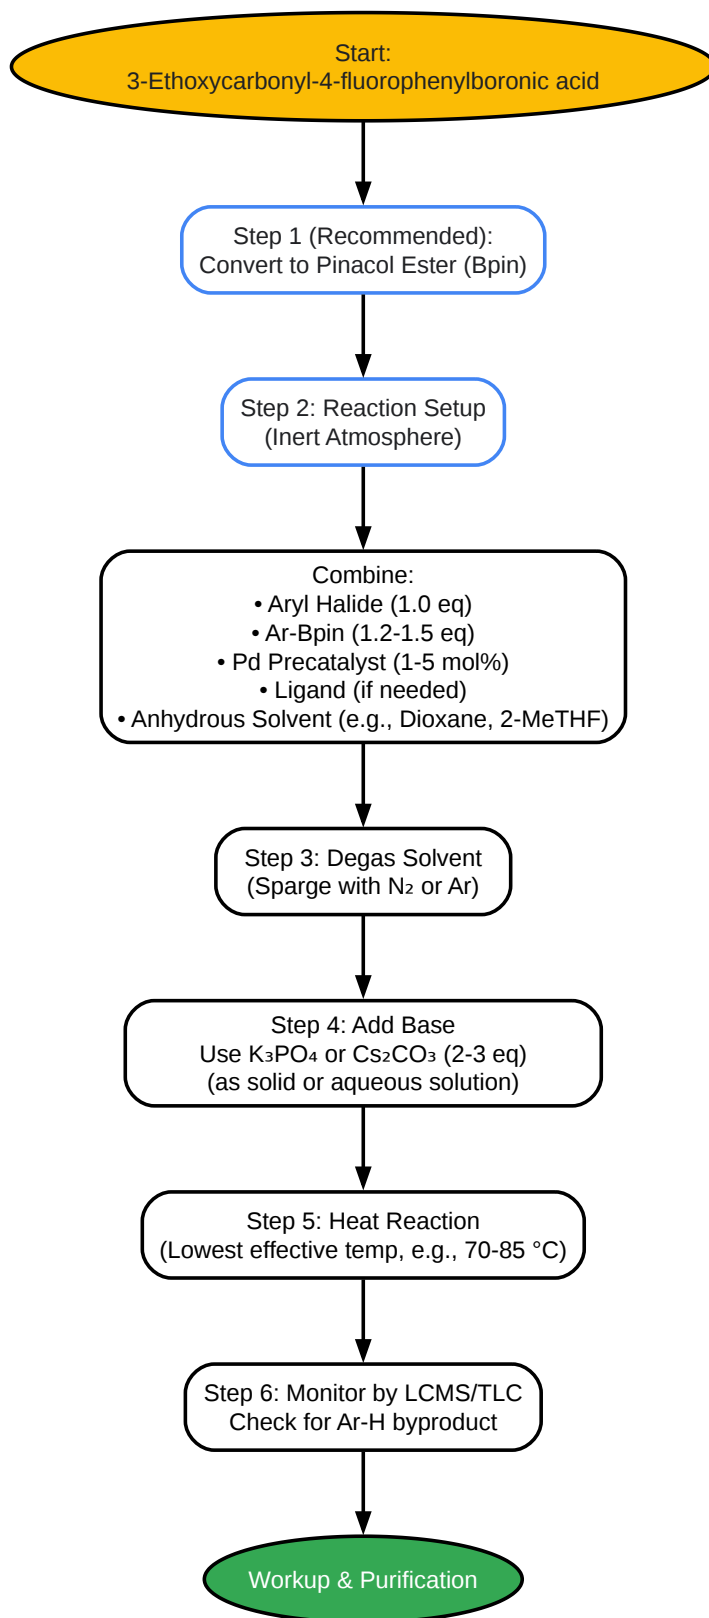 Start:
3-Ethoxycarbonyl-4-fluorophenylboronic acid
Step 1 (Recommended):
Convert to Pinacol Ester (Bpin)
Step 2: Reaction Setup
(Inert Atmosphere)
Combine:
• Aryl Halide (1.0 eq)
• Ar-Bpin (1.2-1.5 eq)
• Pd Precatalyst (1-5 mol%)
• Ligand (if needed)
• Anhydrous Solvent (e.g., Dioxane, 2-MeTHF)
Step 3: Degas Solvent
(Sparge with N₂ or Ar)
Step 4: Add Base
Use K₃PO₄ or Cs₂CO₃ (2-3 eq)
(as solid or aqueous solution)
Step 5: Heat Reaction
(Lowest effective temp, e.g., 70-85 °C)
Step 6: Monitor by LCMS/TLC
Check for Ar-H byproduct
Workup & Purification